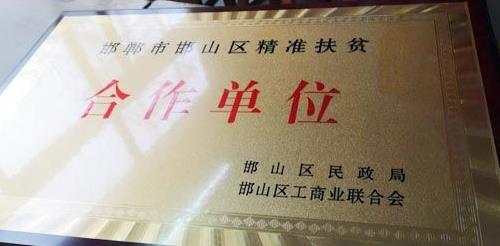 邯郸市邯山区精准扶贫
合作单位
邯山区民政局
邯山区工商业联合会